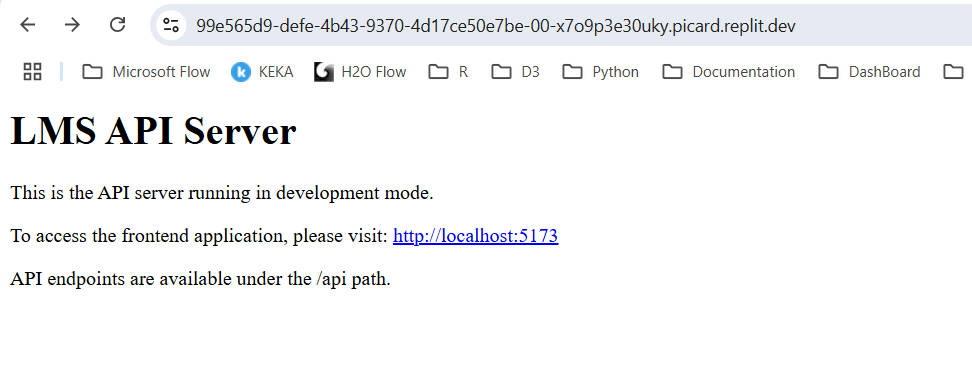 99e565d9-defe-4b43-9370-4d17ce50e7be-00-x7o9p3e30uky.picard.replit.dev
Microsoft Flow KEKA H2O Flow R D3 Python Documentation DashBoard
LMS API Server
This is the API server running in development mode.
To access the frontend application, please visit: http://localhost:5173
API endpoints are available under the /api path.